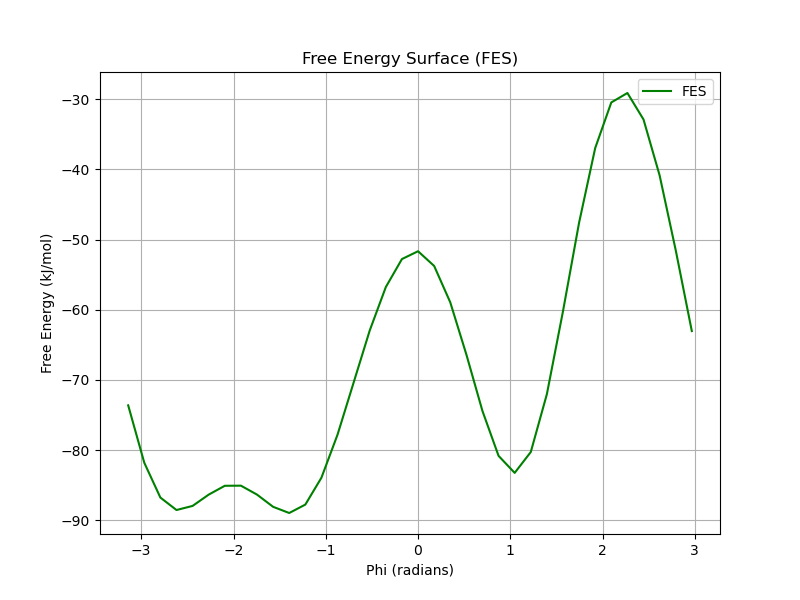 Free Energy Surface (FES)
FES
Free Energy (kJ/mol)
−30
−40
−50
−60
−70
−80
−90
−3 −2 −1 0 1 2 3
Phi (radians)